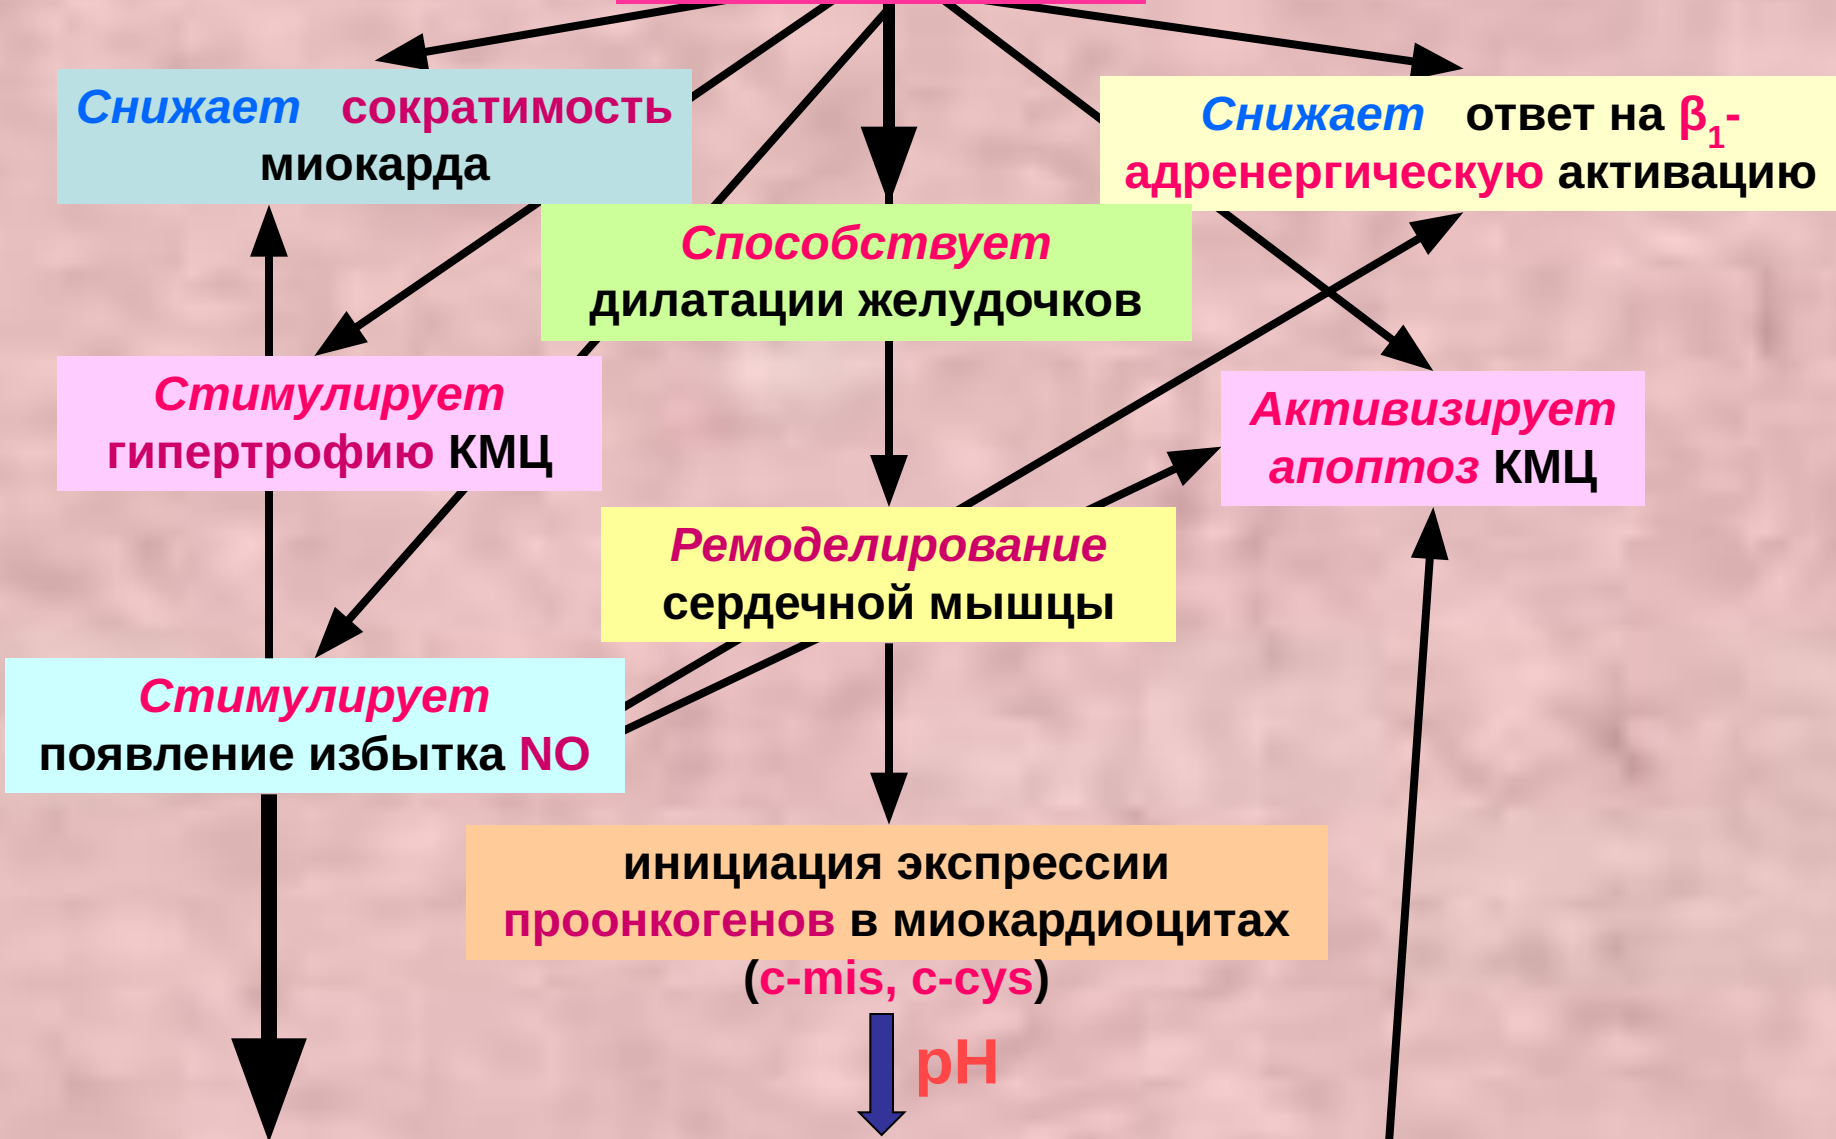 Снижает сократимость
миокарда
Снижает ответ на β₁-
адренергическую активацию
Способствует
дилатации желудочков
Стимулирует
гипертрофию КМЦ
Активизирует
апоптоз КМЦ
Ремоделирование
сердечной мышцы
Стимулирует
появление избытка NO
инициация экспрессии
проонкогенов в миокардиоцитах
(c-mis, c-cys)
рН